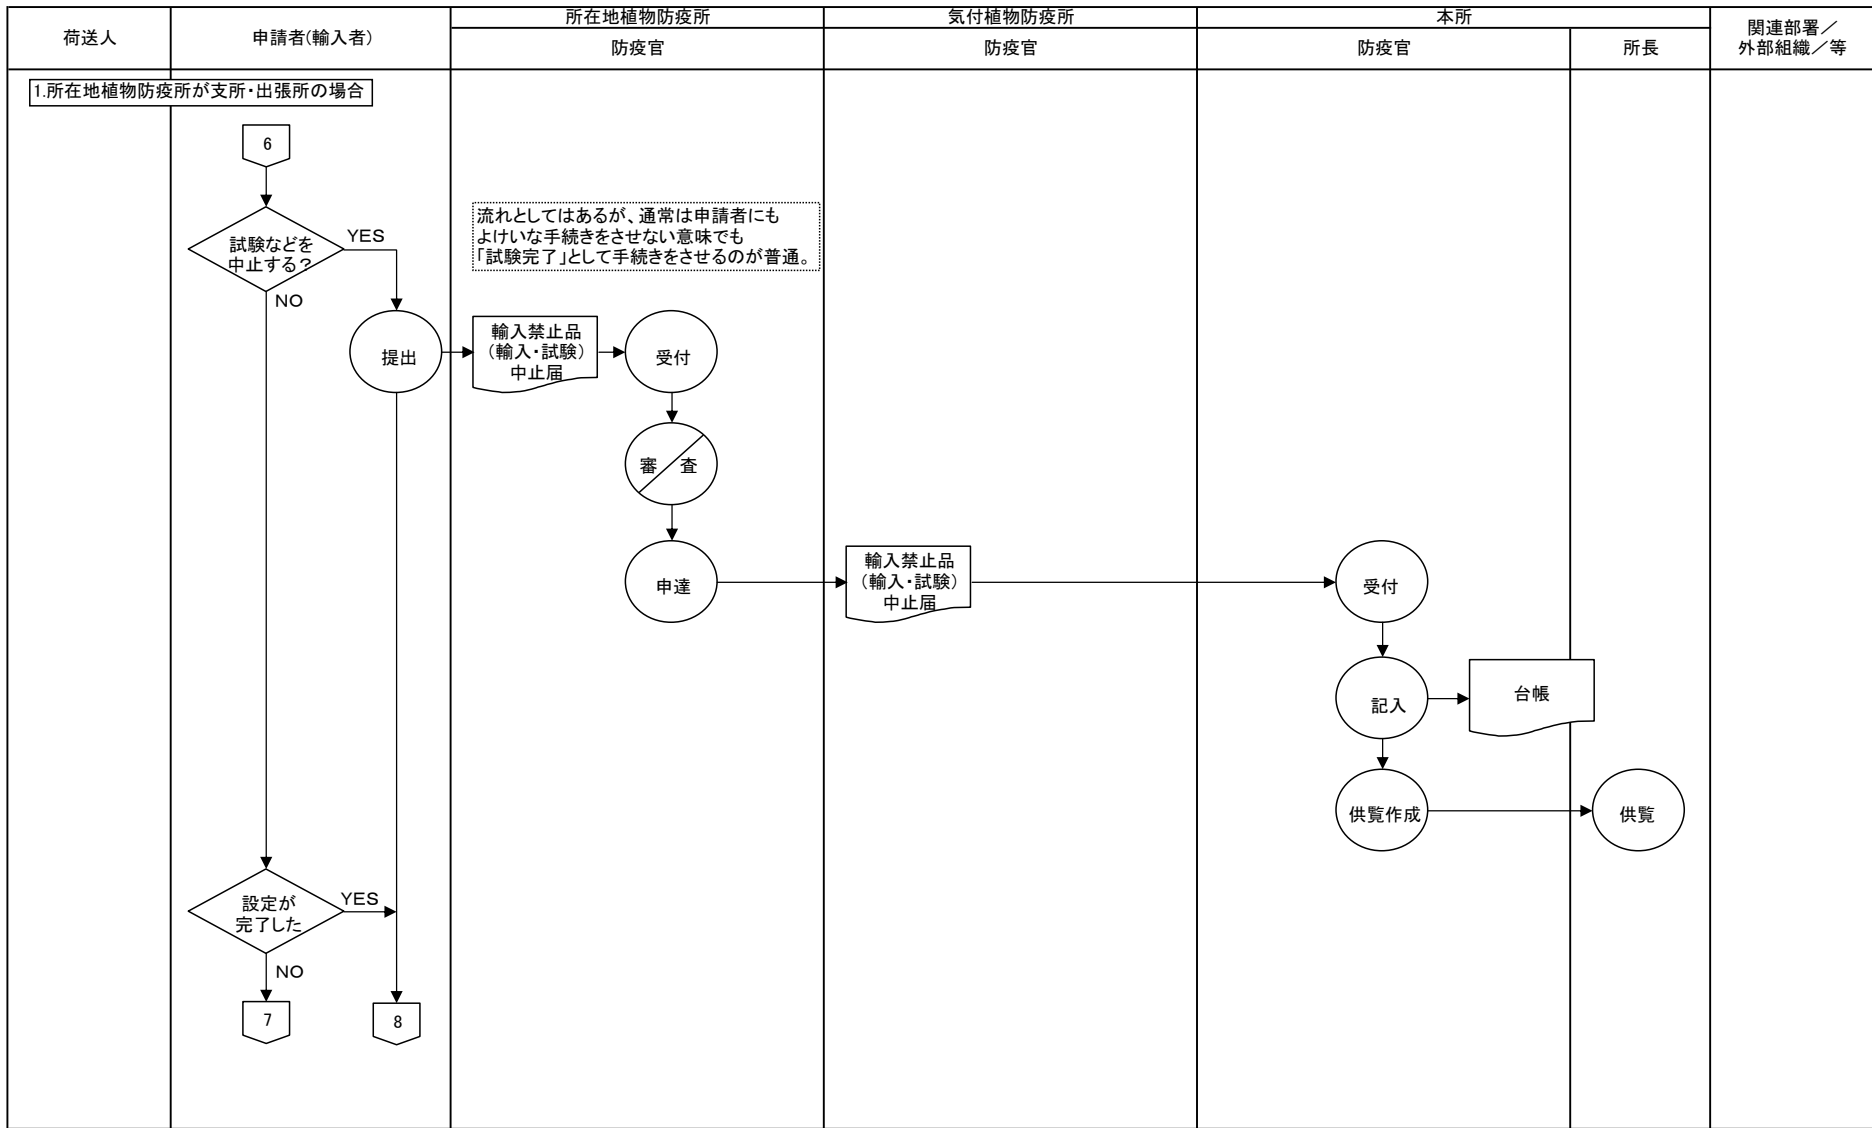 荷送人
申請者(輸入者)
所在地植物防疫所
防疫官
気付植物防疫所
防疫官
本所
防疫官
所長
関連部署／
外部組織／等
1.所在地植物防疫所が支所・出張所の場合
6
試験などを
中止する?
YES
NO
流れとしてはあるが、通常は申請者にも
よけいな手続きをさせない意味でも
「試験完了」として手続きをさせるのが普通。
提出
輸入禁止品
（輸入・試験）
中止届
受付
審 査
申達
輸入禁止品
（輸入・試験）
中止届
受付
記入
台帳
供覧作成
供覧
設定が
完了した
YES
NO
7
8